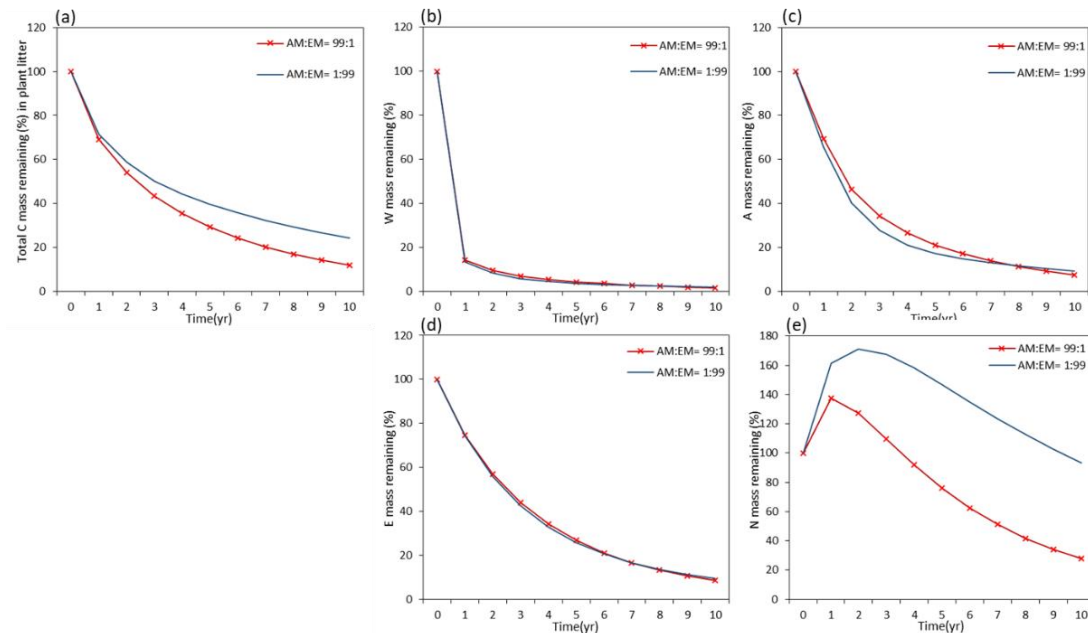 (a)
120
100
80
60
40
20
0
Total C mass remaining (%) in plant litter
AM:EM= 99:1
AM:EM= 1:99
0 1 2 3 4 5 6 7 8 9 10
Time(yr)
(b)
120
100
80
60
40
20
0
W mass remaining (%)
AM:EM= 99:1
AM:EM= 1:99
0 1 2 3 4 5 6 7 8 9 10
Time(yr)
(c)
120
100
80
60
40
20
0
A mass remaining (%)
AM:EM= 99:1
AM:EM= 1:99
0 1 2 3 4 5 6 7 8 9 10
Time(yr)
(d)
120
100
80
60
40
20
0
E mass remaining (%)
AM:EM= 99:1
AM:EM= 1:99
0 1 2 3 4 5 6 7 8 9 10
Time(yr)
(e)
180
160
140
120
100
80
60
40
20
0
N mass remaining (%)
AM:EM= 99:1
AM:EM= 1:99
0 1 2 3 4 5 6 7 8 9 10
Time(yr)